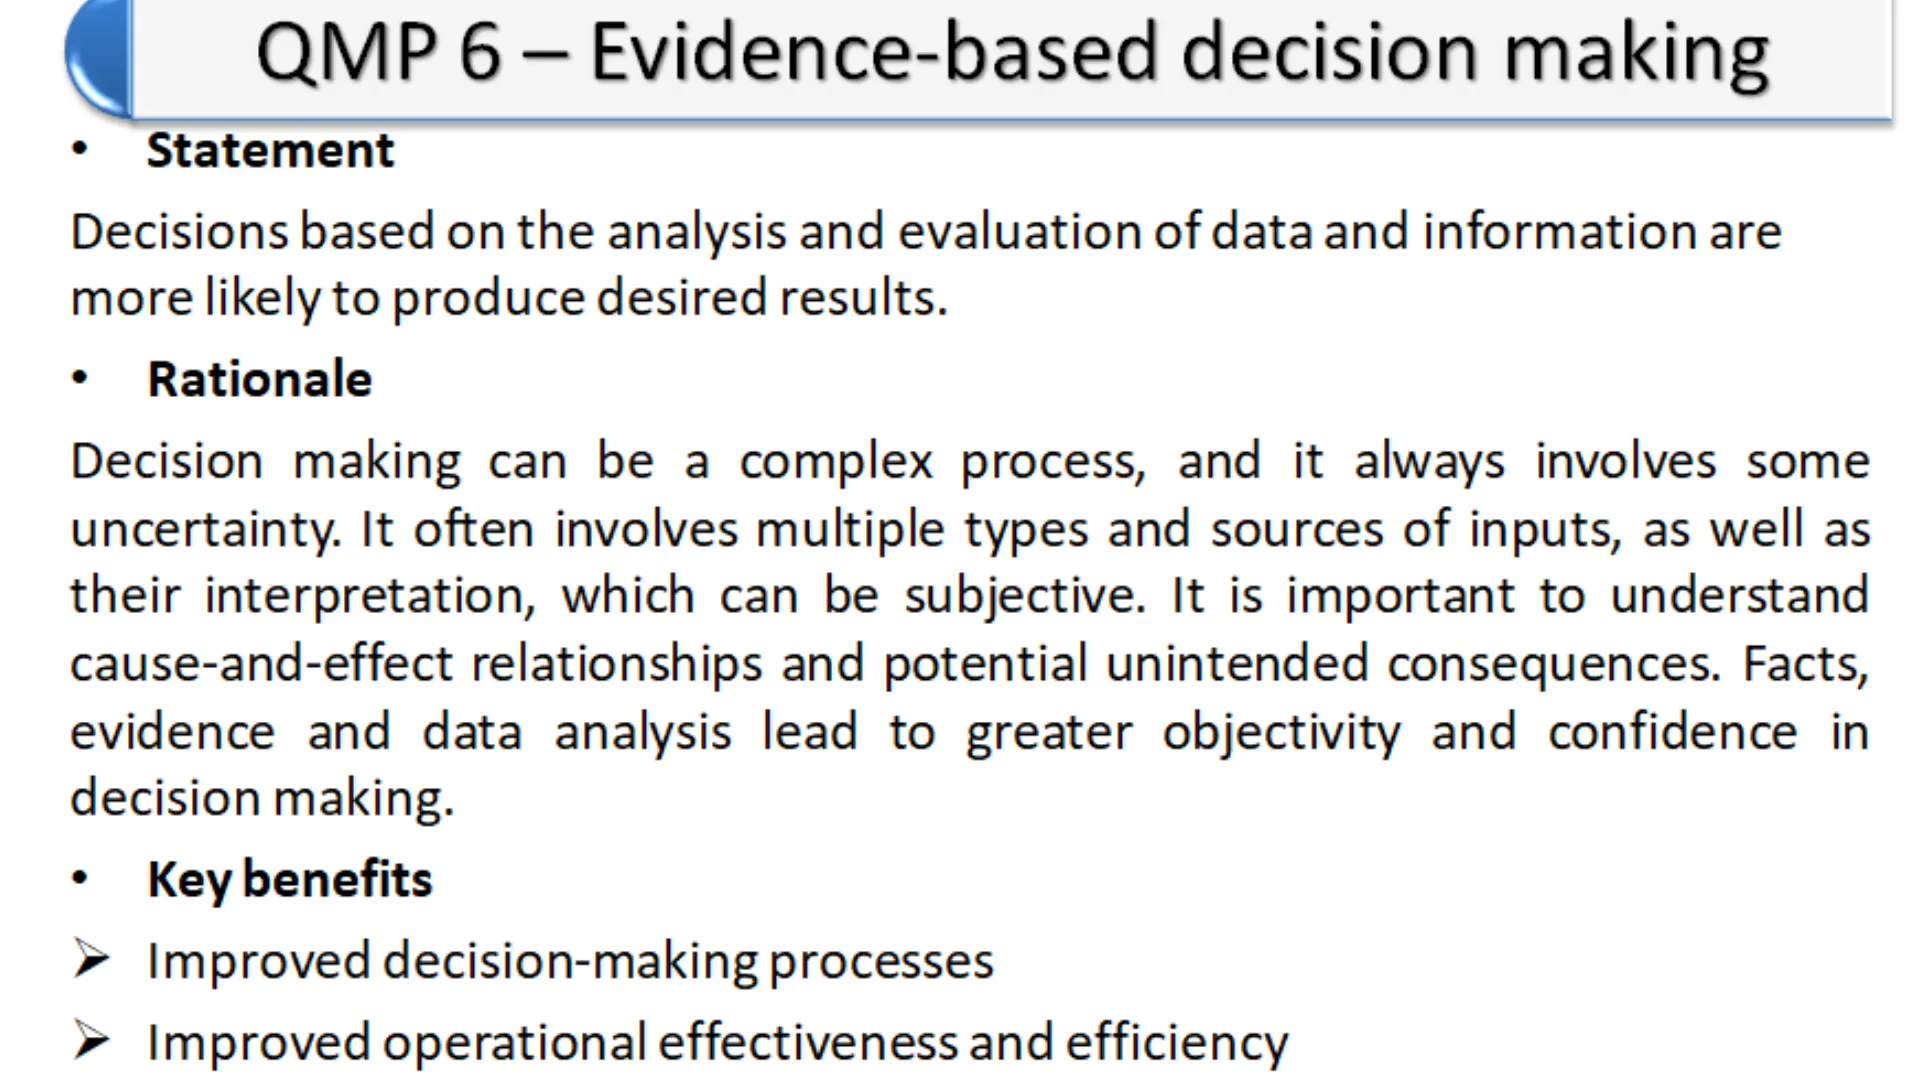 QMP 6 – Evidence-based decision making
• Statement
Decisions based on the analysis and evaluation of data and information are
more likely to produce desired results.
• Rationale
Decision making can be a complex process, and it always involves some
uncertainty. It often involves multiple types and sources of inputs, as well as
their interpretation, which can be subjective. It is important to understand
cause-and-effect relationships and potential unintended consequences. Facts,
evidence and data analysis lead to greater objectivity and confidence in
decision making.
• Key benefits
➢ Improved decision-making processes
➢ Improved operational effectiveness and efficiency